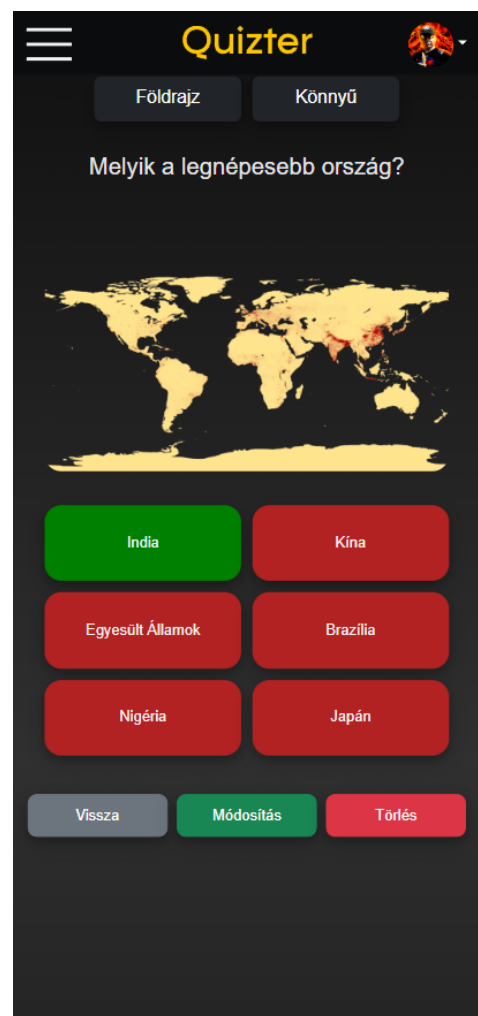 Quizter
Földrajz Könnyű
Melyik a legnépesebb ország?
India Kína
Egyesült Államok Brazília
Nigéria Japán
Vissza Módosítás Törlés